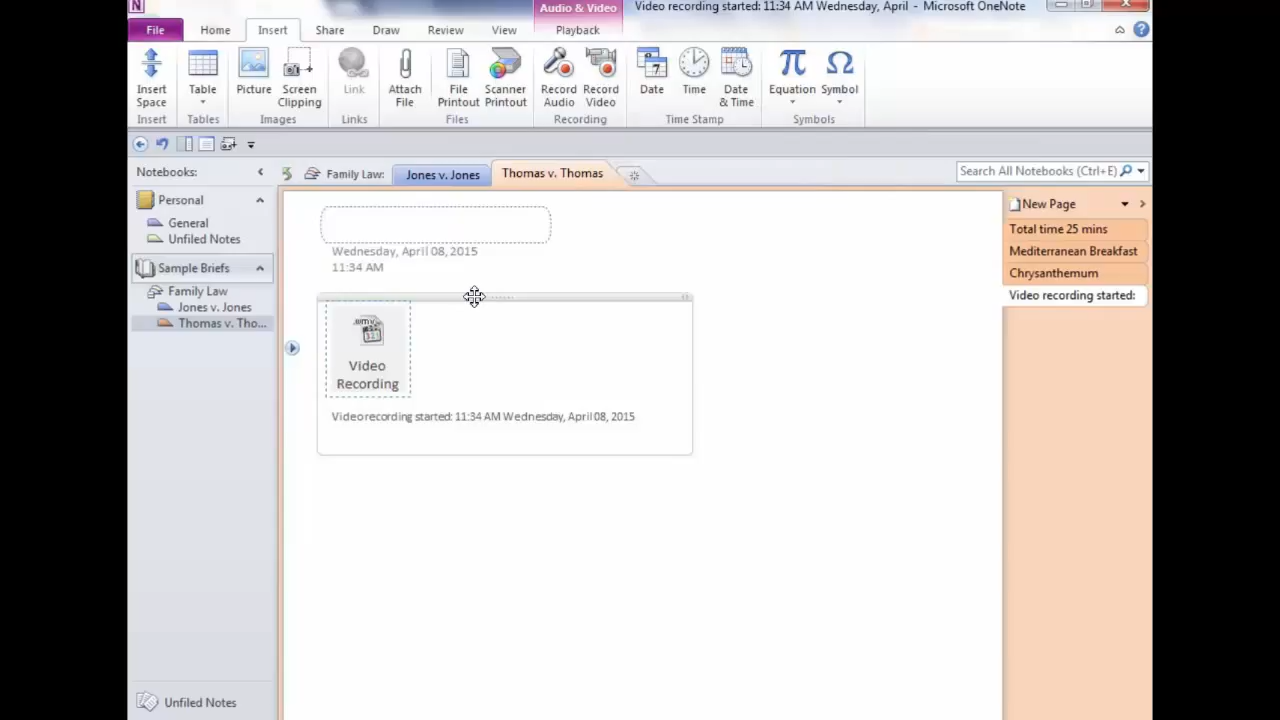 Audio & Video
Video recording started: 11:34 AM Wednesday, April - Microsoft OneNote
File Home Insert Share Draw Review View Playback
Insert Space
Table
Picture
Screen Clipping
Link
Attach File
File Printout
Scanner Printout
Record Audio
Record Video
Date
Time
Date & Time
Equation
Symbol
Insert Tables Images Links Files Recording Time Stamp Symbols
Notebooks:
Family Law:
Jones v. Jones
Thomas v. Thomas
Search All Notebooks (Ctrl+E)
Personal
General
Unfiled Notes
Sample Briefs
Family Law
Jones v. Jones
Thomas v. Tho...
Unfiled Notes
Wednesday, April 08, 2015
11:34 AM
Video
Recording
Video recording started: 11:34 AM Wednesday, April 08, 2015
New Page
Total time 25 mins
Mediterranean Breakfast
Chrysanthemum
Video recording started: